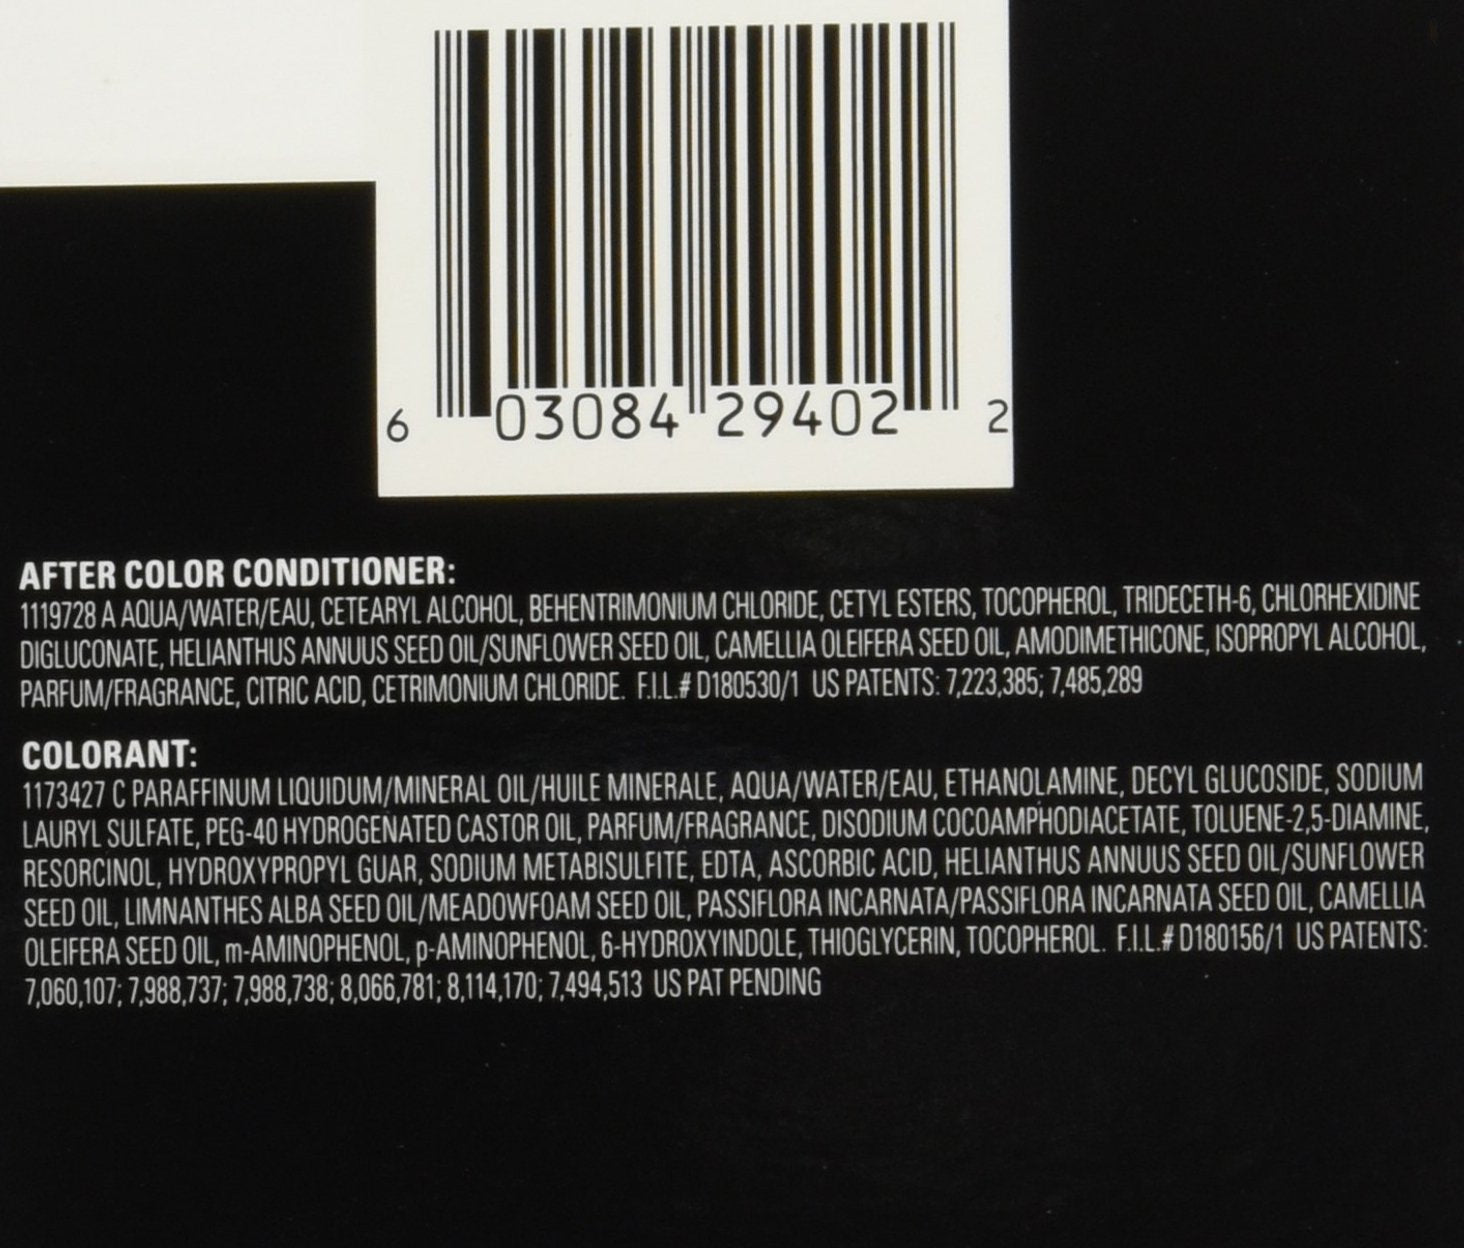 6 03084 29402 2
AFTER COLOR CONDITIONER:
1119728 A AQUA/WATER/EAU, CETEARYL ALCOHOL, BEHENTRIMONIUM CHLORIDE, CETYL ESTERS, TOCOPHEROL, TRIDECETH-6, CHLORHEXIDINE
DIGLUCONATE, HELIANTHUS ANNUUS SEED OIL/SUNFLOWER SEED OIL, CAMELLIA OLEIFERA SEED OIL, AMODIMETHICONE, ISOPROPYL ALCOHOL,
PARFUM/FRAGRANCE, CITRIC ACID, CETRIMONIUM CHLORIDE. F.I.L.# D180530/1 US PATENTS: 7,223,385; 7,485,289
COLORANT:
1173427 C PARAFFINUM LIQUIDUM/MINERAL OIL/HUILE MINERALE, AQUA/WATER/EAU, ETHANOLAMINE, DECYL GLUCOSIDE, SODIUM
LAURYL SULFATE, PEG-40 HYDROGENATED CASTOR OIL, PARFUM/FRAGRANCE, DISODIUM COCOAMPHODIACETATE, TOLUENE-2,5-DIAMINE,
RESORCINOL, HYDROXYPROPYL GUAR, SODIUM METABISULFITE, EDTA, ASCORBIC ACID, HELIANTHUS ANNUUS SEED OIL/SUNFLOWER
SEED OIL, LIMNANTHES ALBA SEED OIL/MEADOWFOAM SEED OIL, PASSIFLORA INCARNATA/PASSIFLORA INCARNATA SEED OIL, CAMELLIA
OLEIFERA SEED OIL, m-AMINOPHENOL, p-AMINOPHENOL, 6-HYDROXYINDOLE, THIOGLYCERIN, TOCOPHEROL. F.I.L.# D180156/1 US PATENTS:
7,060,107; 7,988,737; 7,988,738; 8,066,781; 8,114,170; 7,494,513 US PAT PENDING